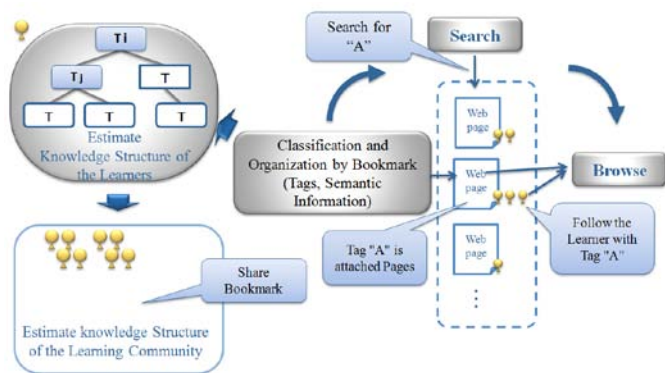 Ti
Tj
T
T
T
T
Estimate
Knowledge Structure of
the Learners
Search for
“A”
Search
Classification and
Organization by Bookmark
(Tags, Semantic
Information)
Web
page
Web
page
Web
page
⋮
Browse
Tag "A" is
attached Pages
Follow the
Learner with
Tag "A"
Share
Bookmark
Estimate knowledge Structure
of the Learning Community